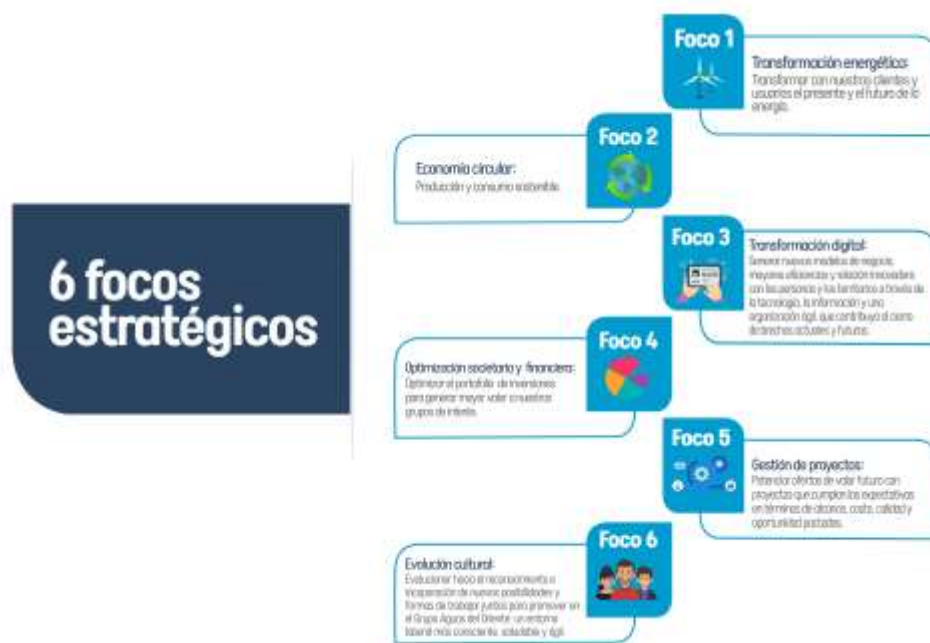 6 focos
estratégicos
Foco 1
Transformación energética:
Transformar con nuestros clientes y
usuarios el presente y el futuro de la
energía.
Foco 2
Economía circular:
Producción y consumo sostenible.
Foco 3
Transformación digital:
Generar nuevos modelos de negocio,
mayores eficiencias y relación innovadora
con las personas y los territorios a través de
la tecnología, la información y una
organización ágil, que contribuya al cierre
de brechas actuales y futuras.
Foco 4
Optimización societaria y financiera:
Optimizar el portafolio de inversiones
para generar mayor valor a nuestros
grupos de interés.
Foco 5
Gestión de proyectos:
Potenciar ofertas de valor futuro con
proyectos que cumplan las expectativas
en términos de alcance, costo, calidad y
oportunidad pactadas.
Foco 6
Evolución cultural:
Evolucionar hacia el reconocimiento e
incorporación de nuevas posibilidades y
formas de trabajar juntos para promover en
el Grupo Aguas del Oriente un entorno
laboral más consciente, saludable y ágil